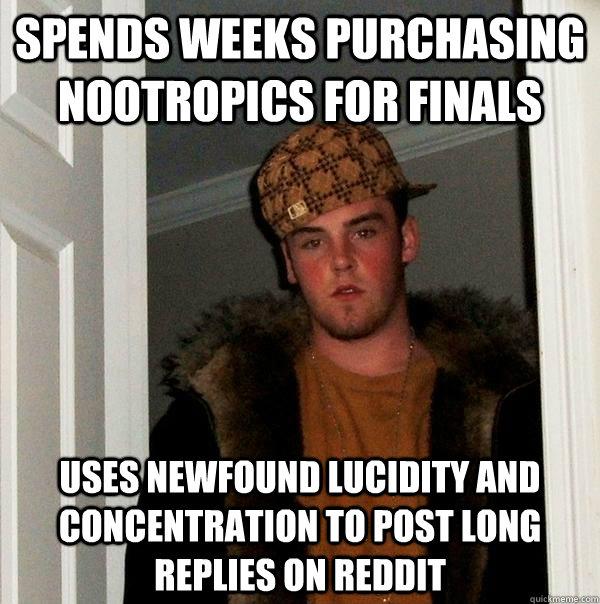 SPENDS WEEKS PURCHASING
NOOTROPICS FOR FINALS
USES NEWFOUND LUCIDITY AND
CONCENTRATION TO POST LONG
REPLIES ON REDDIT
quickmeme.com